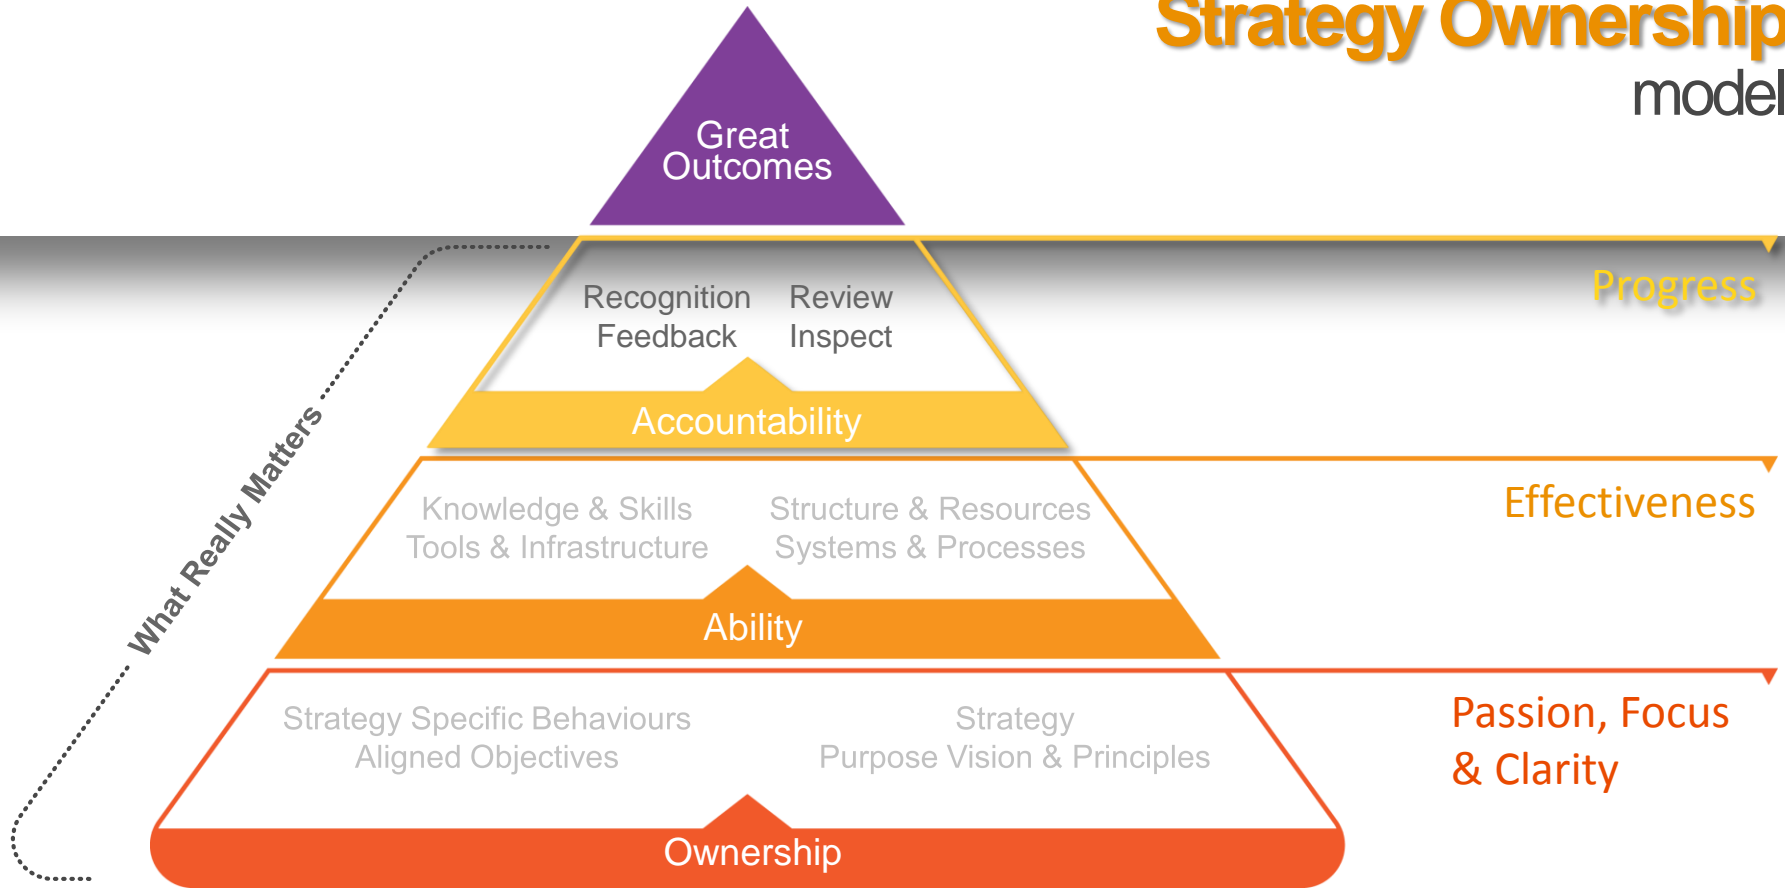 Strategy Ownership
model
Great
Outcomes
Progress
Recognition Review
Feedback Inspect
Accountability
What Really Matters
Effectiveness
Knowledge & Skills Structure & Resources
Tools & Infrastructure Systems & Processes
Ability
Passion, Focus
& Clarity
Strategy Specific Behaviours Strategy
Aligned Objectives Purpose Vision & Principles
Ownership